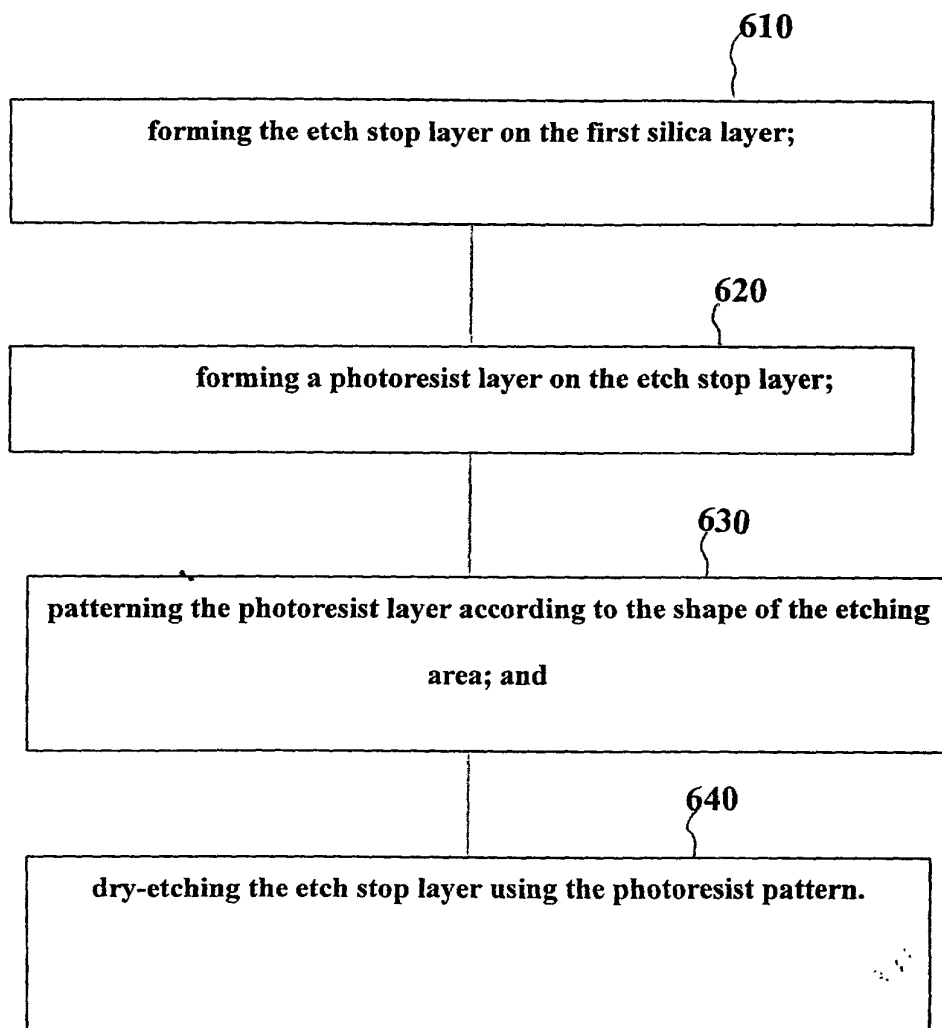 610
forming the etch stop layer on the first silica layer;
620
forming a photoresist layer on the etch stop layer;
630
patterning the photoresist layer according to the shape of the etching
area; and
640
dry-etching the etch stop layer using the photoresist pattern.